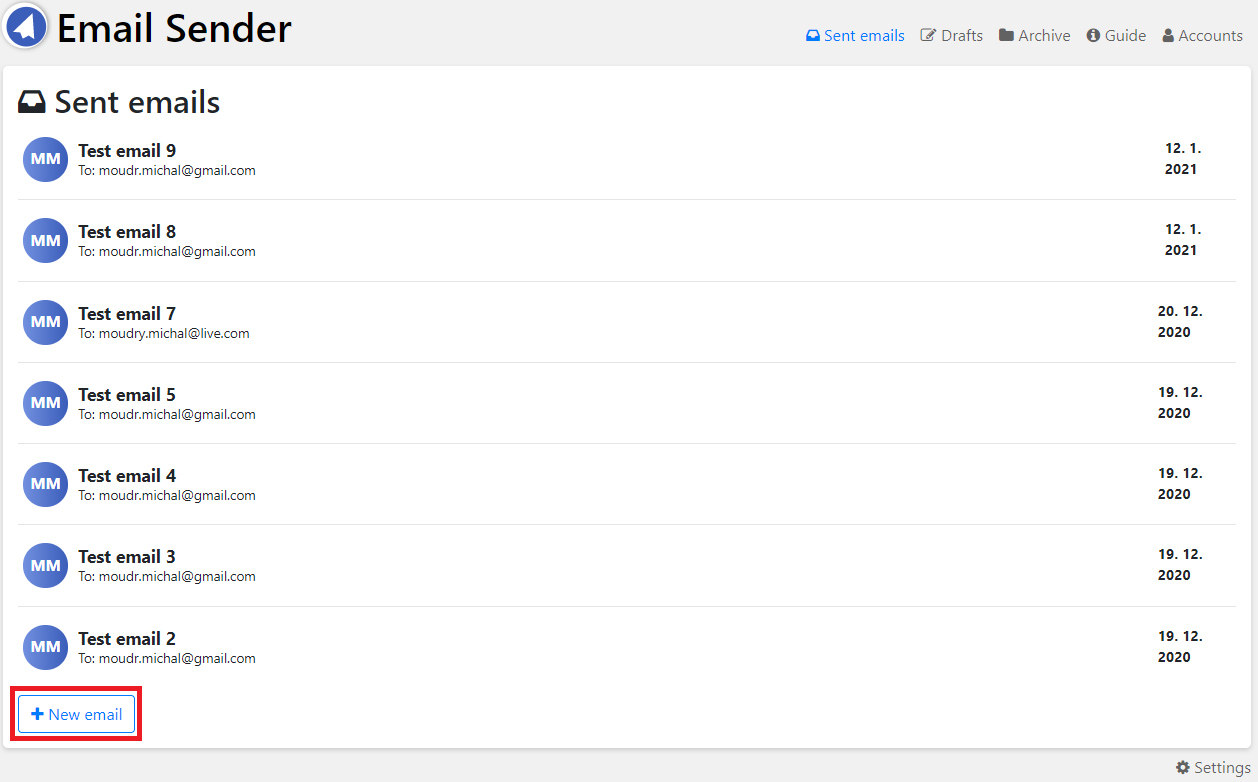 Email Sender
Sent emails
Drafts
Archive
Guide
Accounts
Sent emails
MM
Test email 9
To: moudr.michal@gmail.com
12. 1.
2021
MM
Test email 8
To: moudr.michal@gmail.com
12. 1.
2021
MM
Test email 7
To: moudry.michal@live.com
20. 12.
2020
MM
Test email 5
To: moudr.michal@gmail.com
19. 12.
2020
MM
Test email 4
To: moudr.michal@gmail.com
19. 12.
2020
MM
Test email 3
To: moudr.michal@gmail.com
19. 12.
2020
MM
Test email 2
To: moudr.michal@gmail.com
19. 12.
2020
New email
Settings